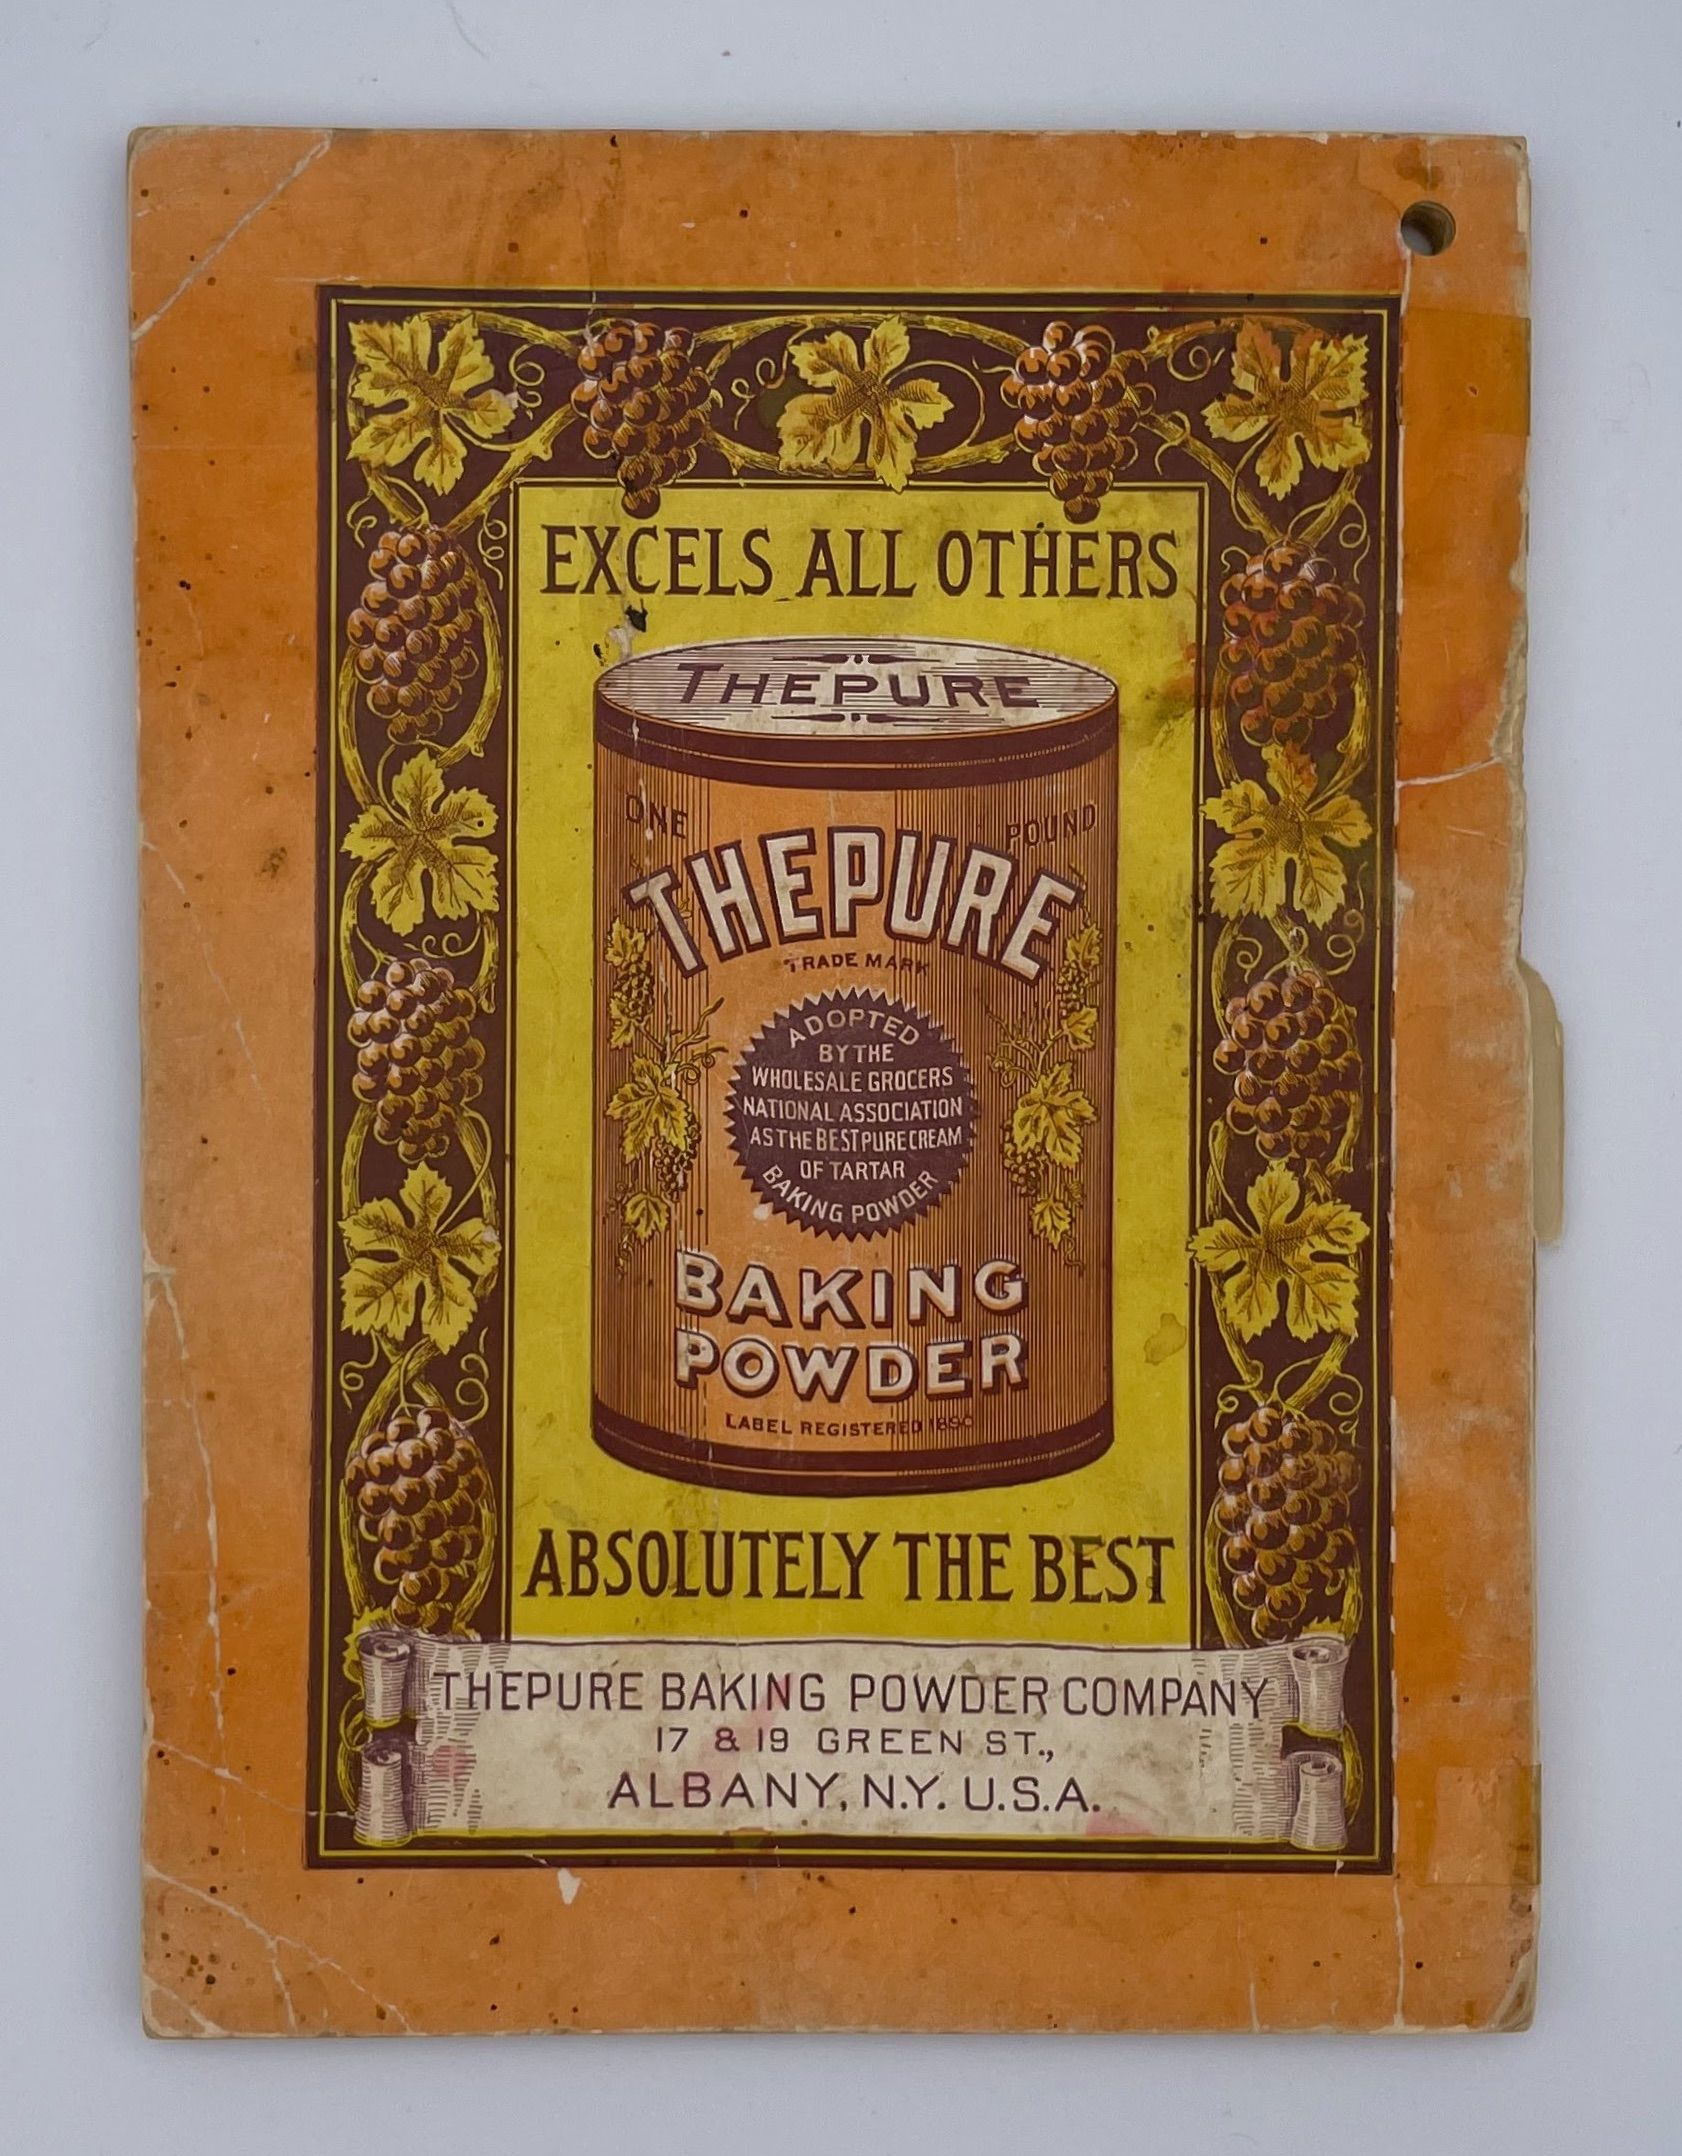 EXCELS ALL OTHERS
THEPURE
ONE POUND
THEPURE
TRADE MARK
ADOPTED
BY THE
WHOLESALE GROCERS
NATIONAL ASSOCIATION
AS THE BEST PURE CREAM
OF TARTAR
BAKING POWDER
BAKING
POWDER
LABEL REGISTERED 1890
ABSOLUTELY THE BEST
THEPURE BAKING POWDER COMPANY
17 & 19 GREEN ST.,
ALBANY, N.Y. U.S.A.